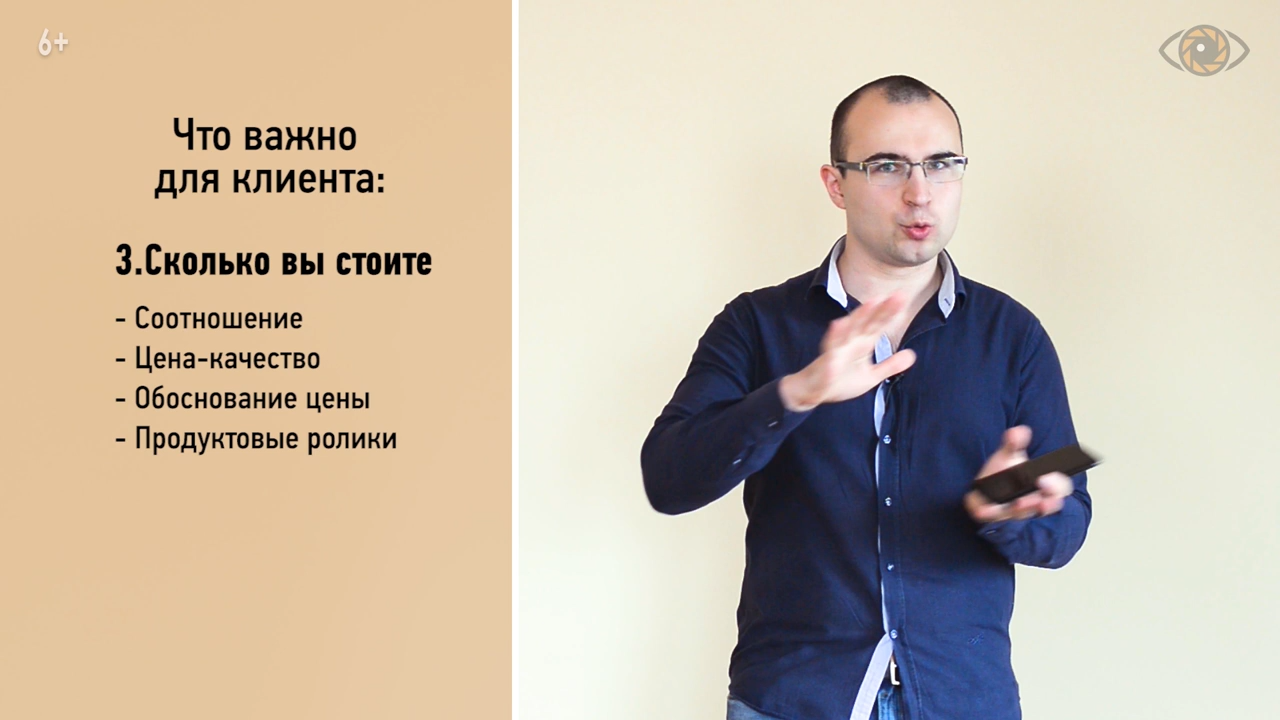 6+
Что важно
для клиента:
3.Сколько вы стоите
- Соотношение
- Цена-качество
- Обоснование цены
- Продуктовые ролики